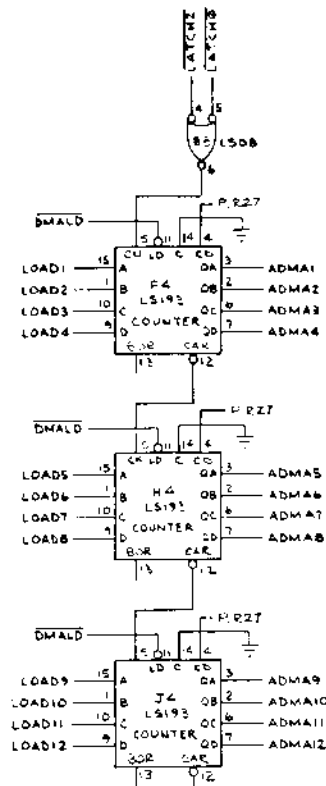 LATCH2 LATCH0
4 5
B5 LS08
6
DMALD P.R27
5 11 14 4
CU LD C CD
LOAD1 15 A QA 3 ADMA1
LOAD2 1 B F4 QB 2 ADMA2
LOAD3 10 C LS193 QC 6 ADMA3
LOAD4 9 D COUNTER QD 7 ADMA4
BOR CAR
13 12
P.R27
DMALD
5 11 14 4
LD C
LOAD5 15 A QA 3 ADMA5
LOAD6 1 B H4 QB 2 ADMA6
LOAD7 10 C LS193 QC 6 ADMA7
LOAD8 9 D COUNTER QD 7 ADMA8
BOR CAR
13 12
P.R27
DMALD
5 11 14 4
LD C CD
LOAD9 15 A QA 3 ADMA9
LOAD10 1 B J4 QB 2 ADMA10
LOAD11 10 C LS193 QC 6 ADMA11
LOAD12 9 D COUNTER QD 7 ADMA12
BOR CAR
13 12